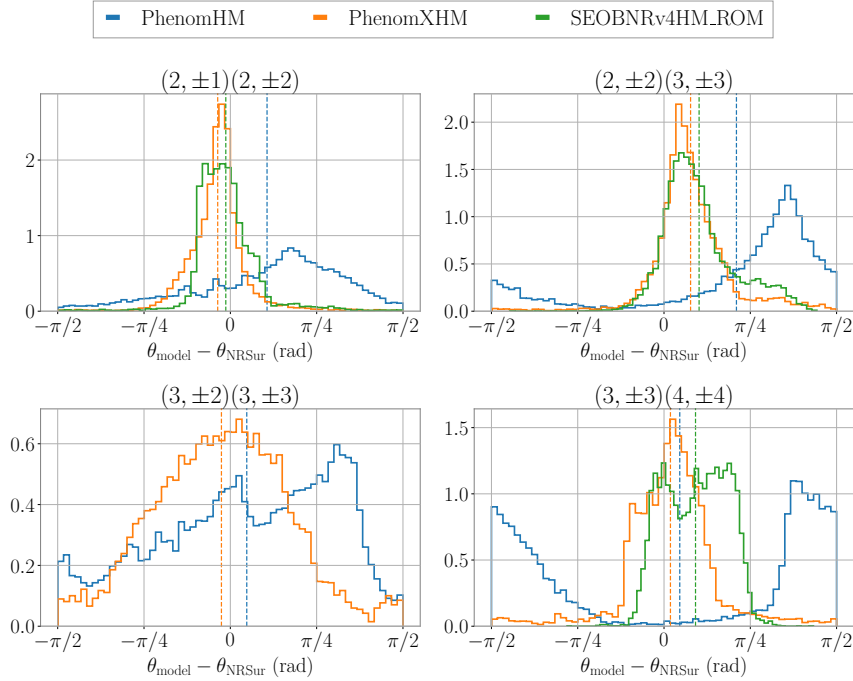 PhenomHM PhenomXHM SEOBNRv4HM_ROM
(2, ±1)(2, ±2) (2, ±2)(3, ±3)
2
1
0
2.0
1.5
1.0
0.5
0.0
−π/2 −π/4 0 π/4 π/2
θmodel − θNRSur (rad)
−π/2 −π/4 0 π/4 π/2
θmodel − θNRSur (rad)
(3, ±2)(3, ±3) (3, ±3)(4, ±4)
0.6
0.4
0.2
0.0
1.5
1.0
0.5
0.0
−π/2 −π/4 0 π/4 π/2
θmodel − θNRSur (rad)
−π/2 −π/4 0 π/4 π/2
θmodel − θNRSur (rad)